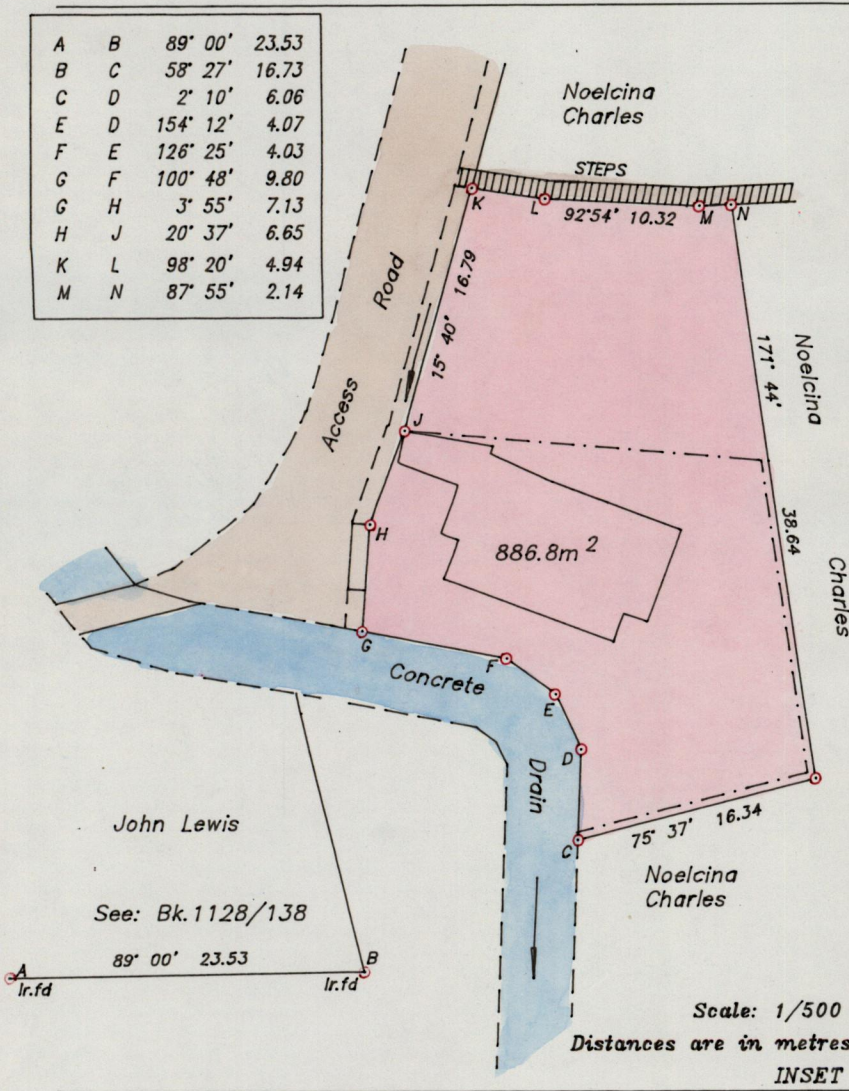 A B 89° 00' 23.53
B C 58° 27' 16.73
C D 2° 10' 6.06
E D 154° 12' 4.07
F E 126° 25' 4.03
G F 100° 48' 9.80
G H 3° 55' 7.13
H J 20° 37' 6.65
K L 98° 20' 4.94
M N 87° 55' 2.14
Noelcina
Charles
STEPS
K
L
92°54' 10.32
M
N
Access Road
15° 40' 16.79
171° 44' 38.64
Noelcina Charles
J
H
886.8m²
G
F
E
D
C
Concrete
Drain
75° 37' 16.34
Noelcina
Charles
John Lewis
See: Bk.1128/138
89° 00' 23.53
A
Ir.fd
B
Ir.fd
Scale: 1/500
Distances are in metres
INSET